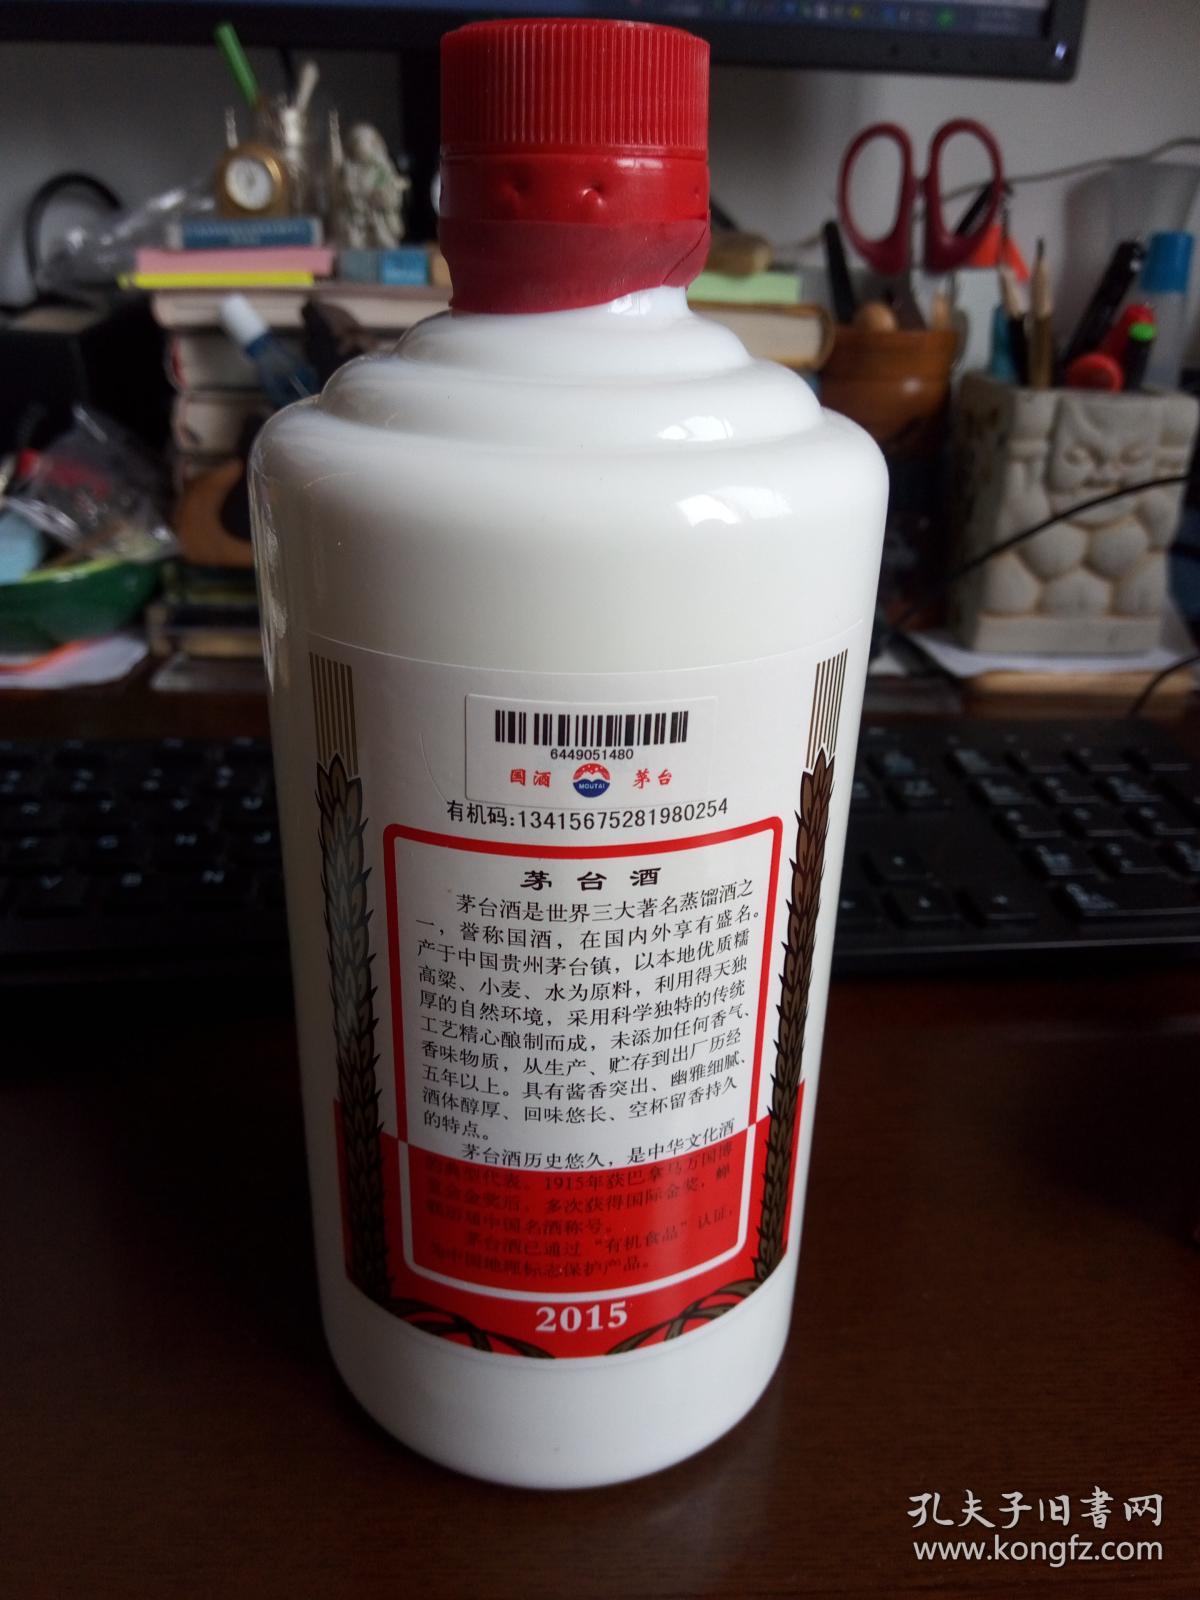 6449051480
国酒 MOUTAI 茅台
有机码:13415675281980254
茅台酒
茅台酒是世界三大著名蒸馏酒之
一，誉称国酒，在国内外享有盛名。
产于中国贵州茅台镇，以本地优质糯
高粱、小麦、水为原料，利用得天独
厚的自然环境，采用科学独特的传统
工艺精心酿制而成，未添加任何香气、
香味物质，从生产、贮存到出厂历经
五年以上。具有酱香突出、幽雅细腻、
酒体醇厚、回味悠长、空杯留香持久
的特点。
茅台酒历史悠久，是中华文化酒
的典型代表。1915年获巴拿马万国博
览会金奖后，多次获得国际金奖，蝉
联历届中国名酒称号。
茅台酒已通过“有机食品”认证，
为中国地理标志保护产品。
2015
孔夫子旧书网
www.kongfz.com